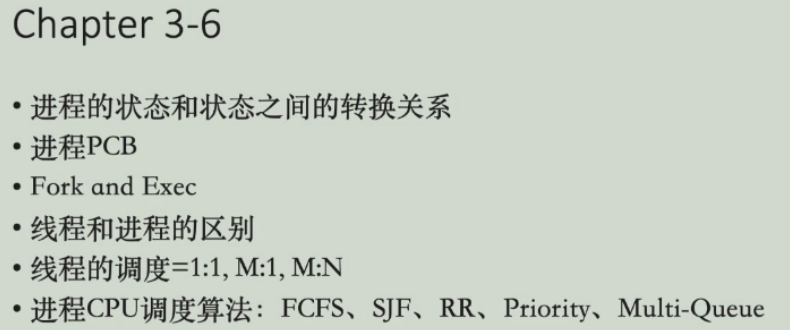 Chapter 3-6
• 进程的状态和状态之间的转换关系
• 进程PCB
• Fork and Exec
• 线程和进程的区别
• 线程的调度=1:1, M:1, M:N
• 进程CPU调度算法：FCFS、SJF、RR、Priority、Multi-Queue